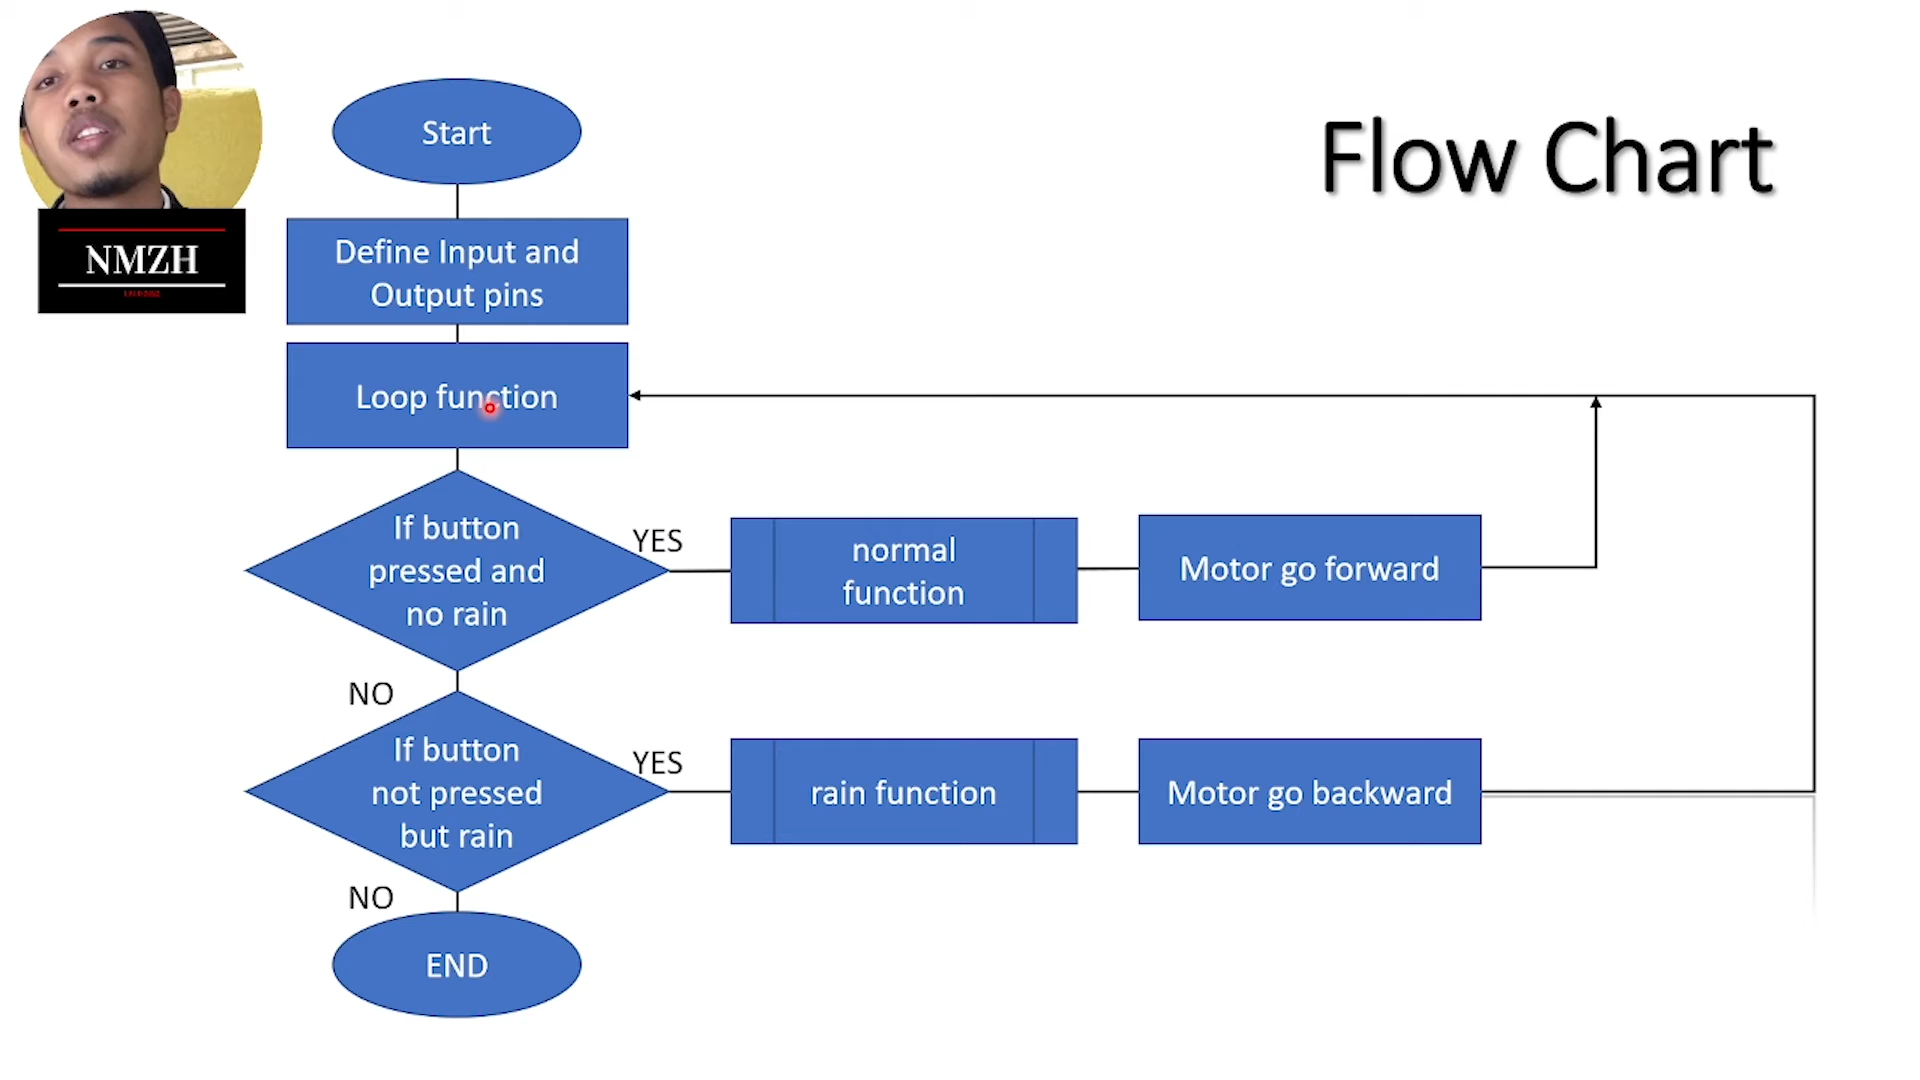 Flow Chart
NMZH
Start
Define Input and
Output pins
Loop function
If button
pressed and
no rain
YES
normal
function
Motor go forward
NO
If button
not pressed
but rain
YES
rain function
Motor go backward
NO
END